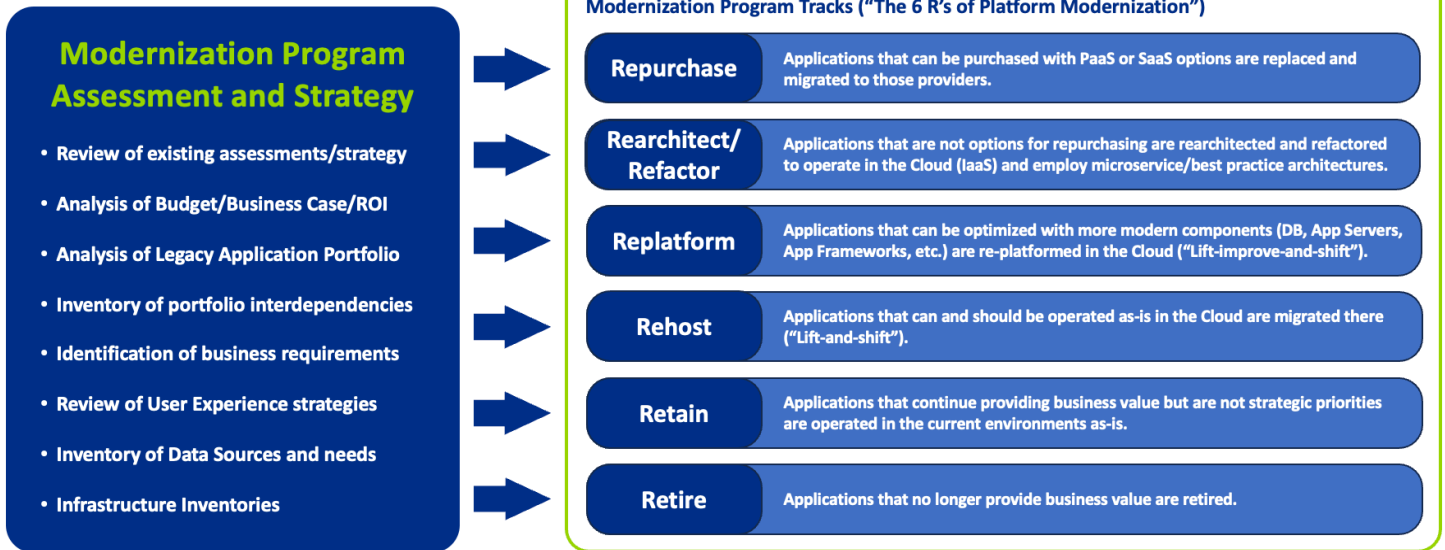 Modernization Program
Assessment and Strategy
• Review of existing assessments/strategy
• Analysis of Budget/Business Case/ROI
• Analysis of Legacy Application Portfolio
• Inventory of portfolio interdependencies
• Identification of business requirements
• Review of User Experience strategies
• Inventory of Data Sources and needs
• Infrastructure Inventories
Modernization Program Tracks (“The 6 R’s of Platform Modernization”)
Repurchase
Applications that can be purchased with PaaS or SaaS options are replaced and
migrated to those providers.
Rearchitect/
Refactor
Applications that are not options for repurchasing are rearchitected and refactored
to operate in the Cloud (IaaS) and employ microservice/best practice architectures.
Replatform
Applications that can be optimized with more modern components (DB, App Servers,
App Frameworks, etc.) are re-platformed in the Cloud (“Lift-improve-and-shift”).
Rehost
Applications that can and should be operated as-is in the Cloud are migrated there
(“Lift-and-shift”).
Retain
Applications that continue providing business value but are not strategic priorities
are operated in the current environments as-is.
Retire
Applications that no longer provide business value are retired.